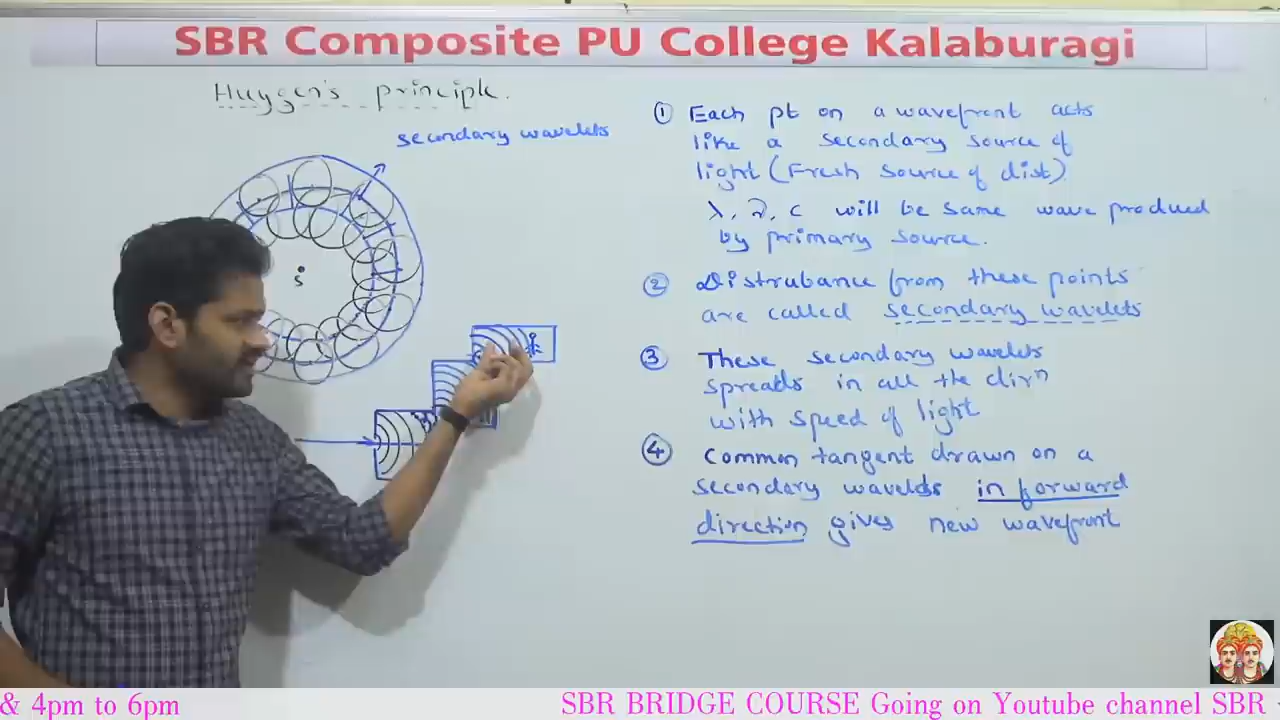 SBR Composite PU College Kalaburagi
Huygen's principle.
secondary wavelets
s
① Each pt on a wavefront acts
like a secondary source of
light (Fresh source of dist)
λ, ν, c will be same wave produced
by primary source.
② Distrubance from these points
are called secondary wavelets
③ These secondary wavelets
spreads in all the dirn
with speed of light
④ Common tangent drawn on a
secondary wavelets in forward
direction gives new wavefront
& 4pm to 6pm SBR BRIDGE COURSE Going on Youtube channel SBR